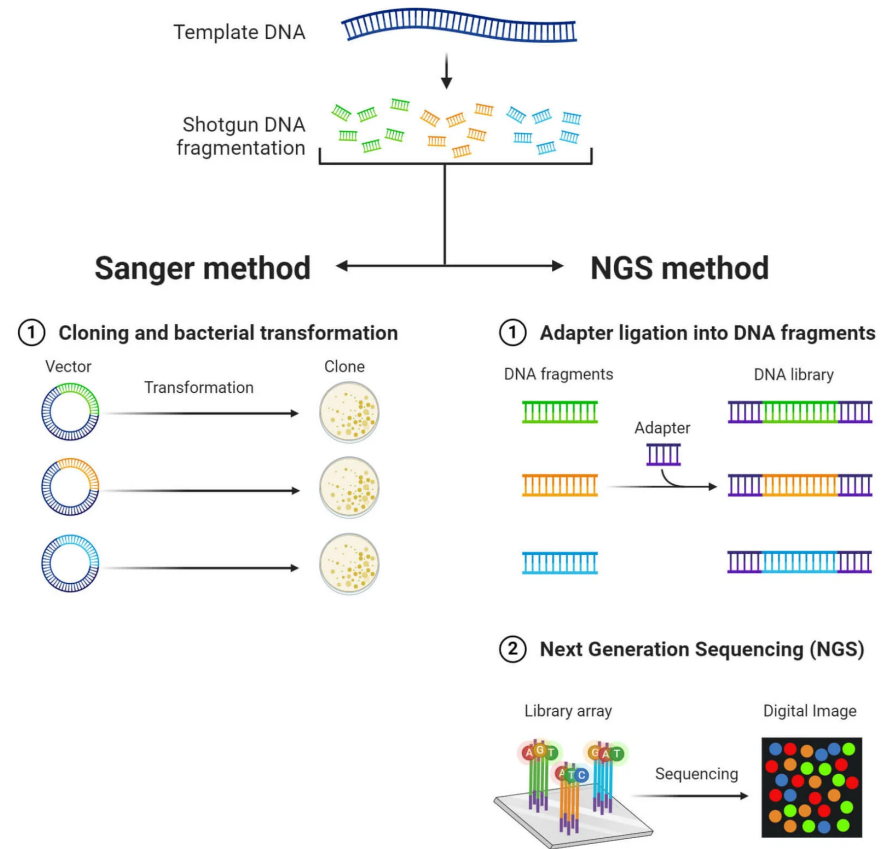 Template DNA
Shotgun DNA
fragmentation
Sanger method
NGS method
1 Cloning and bacterial transformation
Vector
Transformation
Clone
1 Adapter ligation into DNA fragments
DNA fragments
DNA library
Adapter
2 Next Generation Sequencing (NGS)
Library array
Digital Image
A G T
G A T
A T C
Sequencing